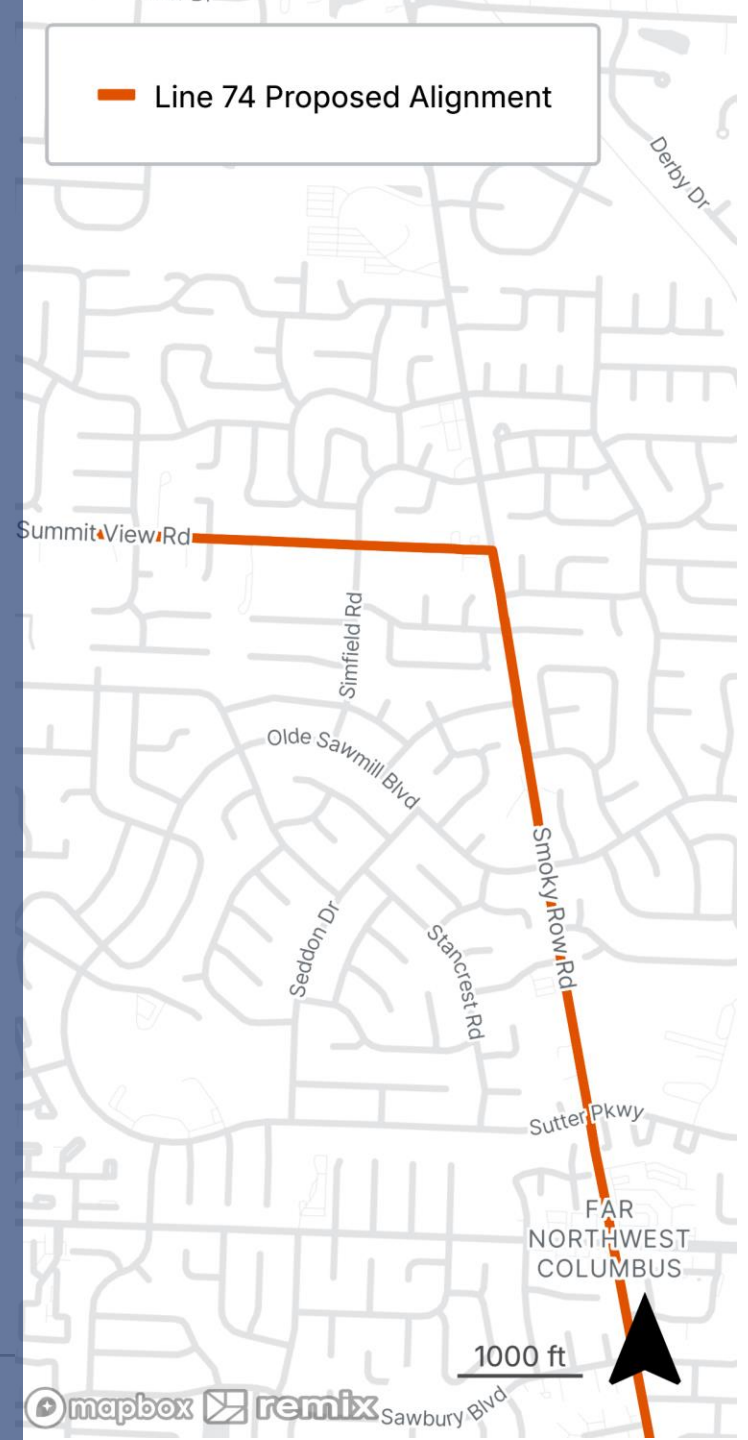 Line 74 Proposed Alignment
Derby Dr
Summit View Rd
Simfield Rd
Olde Sawmill Blvd
Smoky Row Rd
Seddon Dr
Stancrest Rd
Sutter Pkwy
FAR
NORTHWEST
COLUMBUS
1000 ft
mapbox remix
Sawbury Blvd